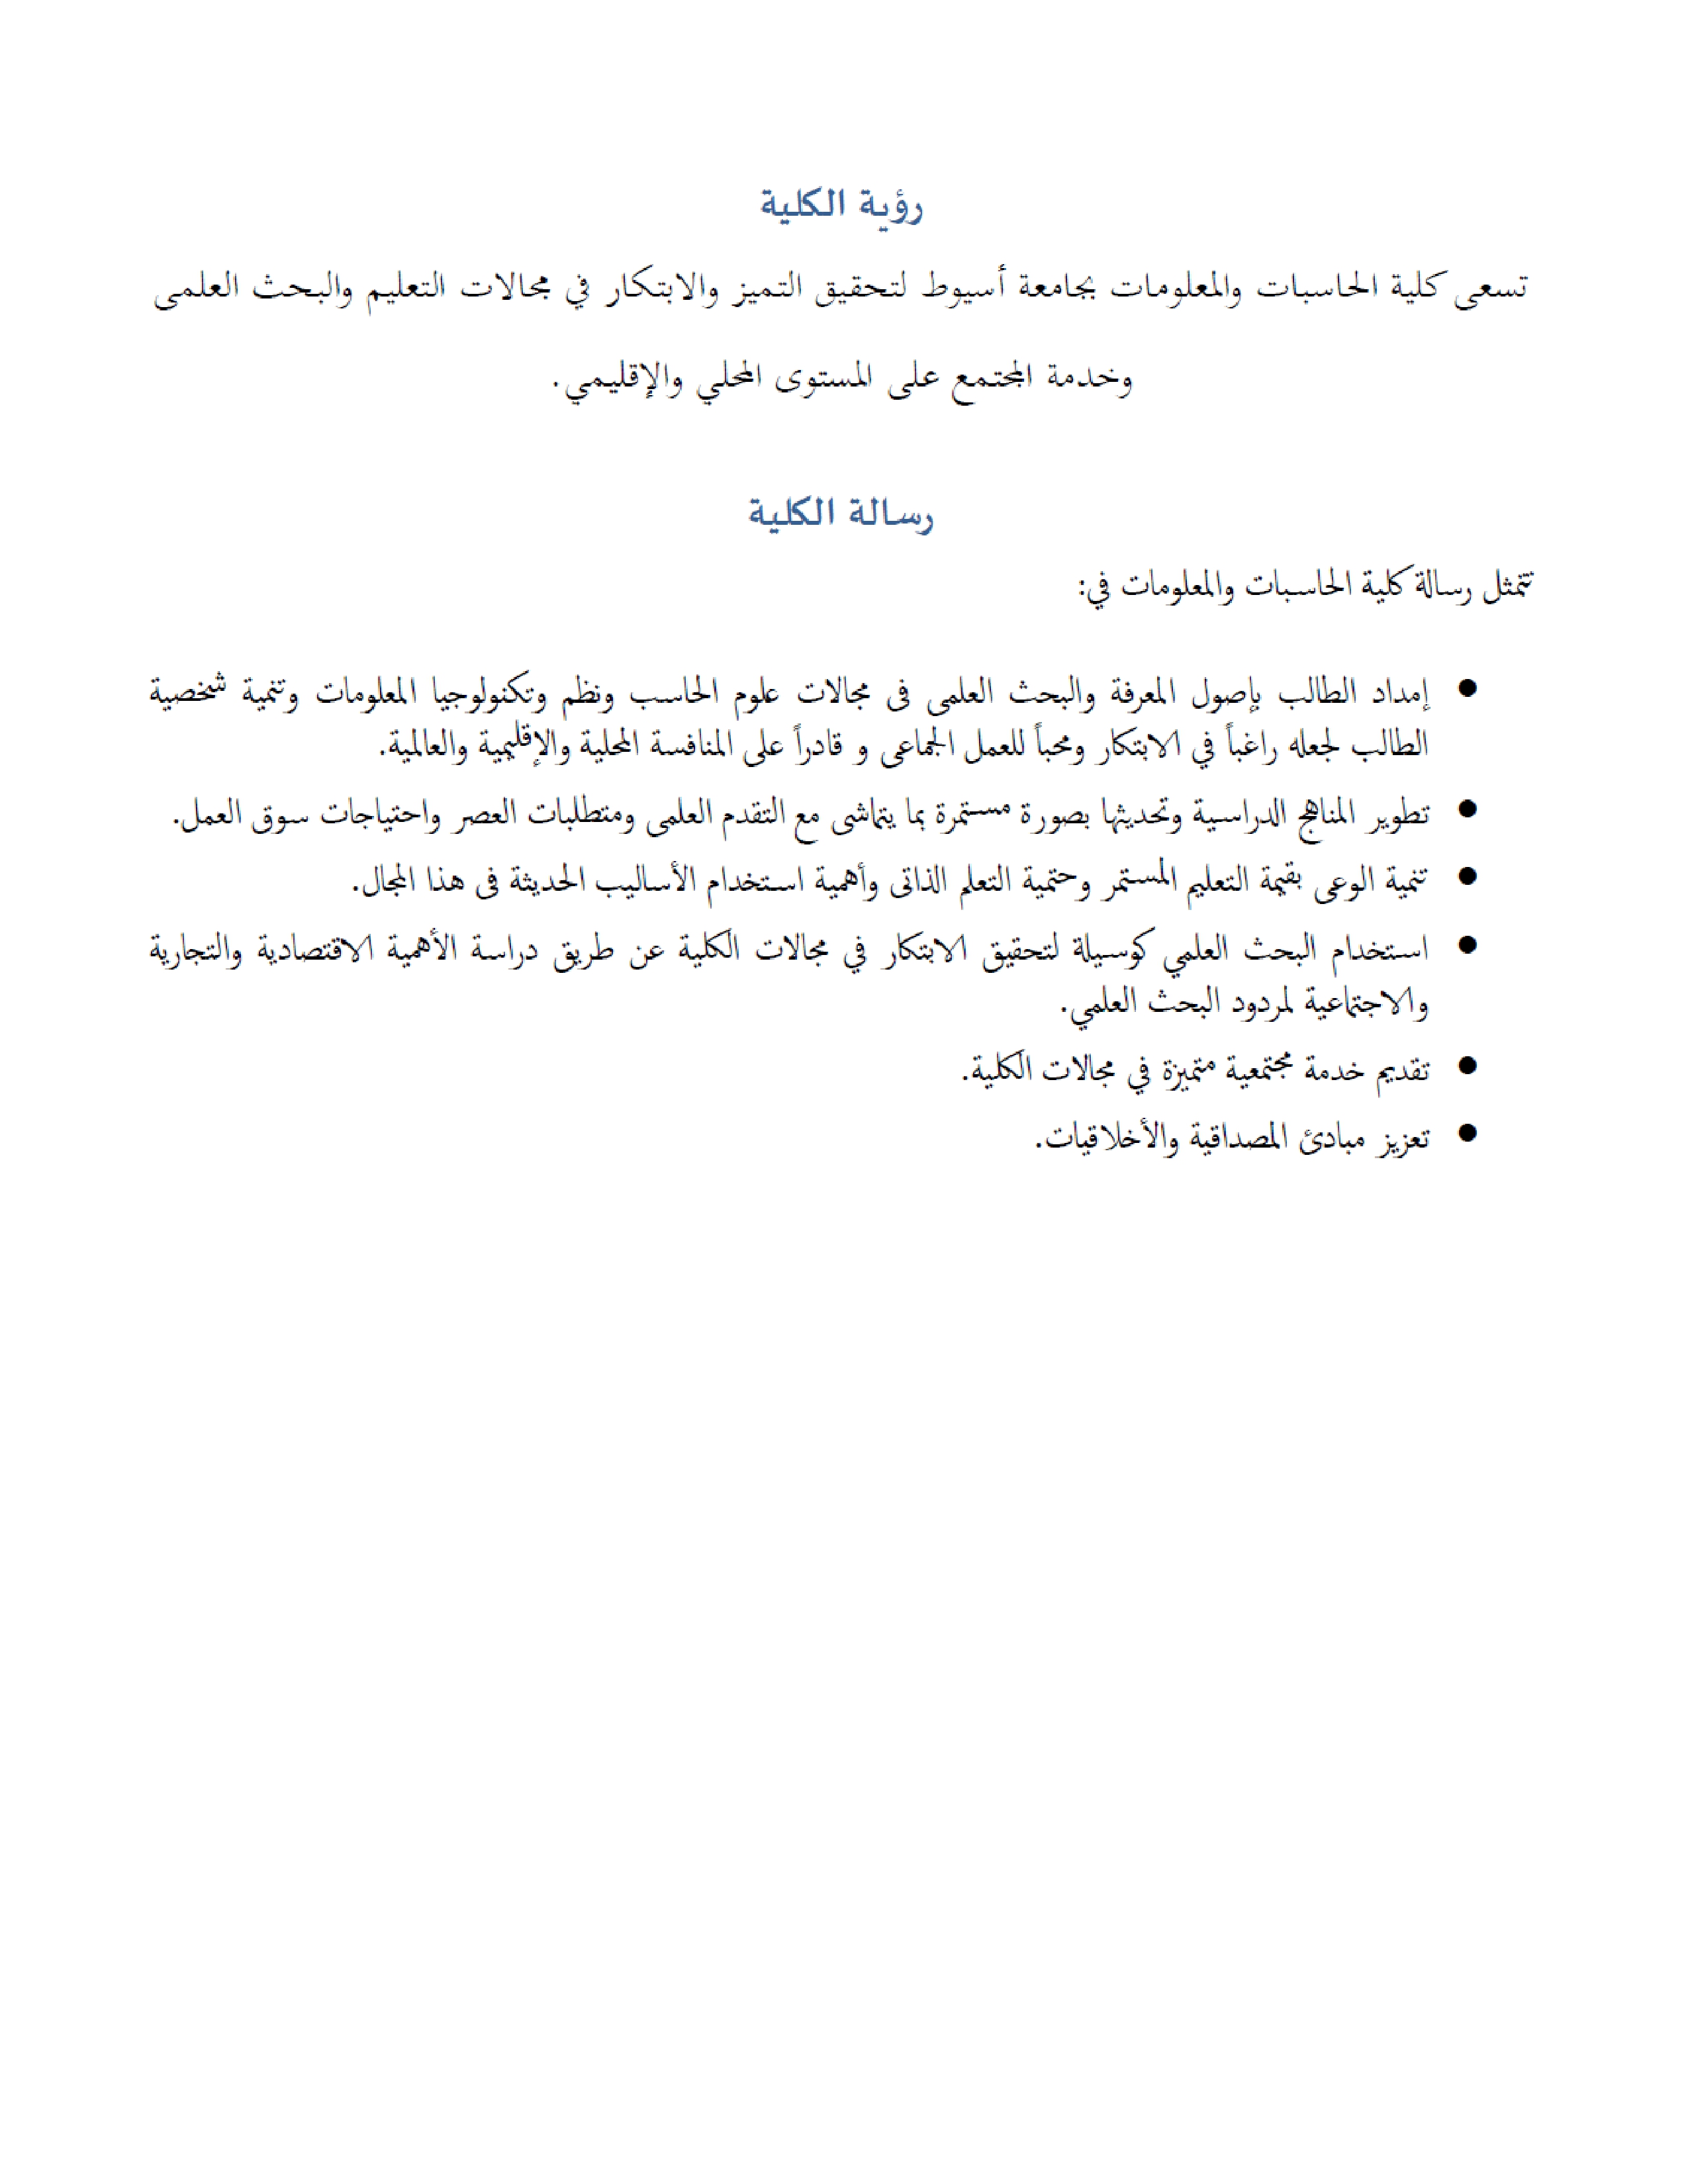 رؤية الكلية
تسعى كلية الحاسبات والمعلومات بجامعة أسيوط لتحقيق التميز والابتكار في مجالات التعليم والبحث العلمى
وخدمة المجتمع على المستوى المحلي والإقليمي.
رسالة الكلية
تتمثل رسالة كلية الحاسبات والمعلومات في:
● إمداد الطالب بإصول المعرفة والبحث العلمى فى مجالات علوم الحاسب ونظم وتكنولوجيا المعلومات وتنمية شخصية
الطالب لجعله راغباً في الابتكار ومحباً للعمل الجماعى و قادراً على المنافسة المحلية والإقليمية والعالمية.
● تطوير المناهج الدراسية وتحديثها بصورة مستمرة بما يتماشى مع التقدم العلمى ومتطلبات العصر واحتياجات سوق العمل.
● تنمية الوعى بقيمة التعليم المستمر وحتمية التعلم الذاتى وأهمية استخدام الأساليب الحديثة فى هذا المجال.
● استخدام البحث العلمي كوسيلة لتحقيق الابتكار في مجالات الكلية عن طريق دراسة الأهمية الاقتصادية والتجارية
والاجتماعية لمردود البحث العلمي.
● تقديم خدمة مجتمعية متميزة في مجالات الكلية.
● تعزيز مبادئ المصداقية والأخلاقيات.